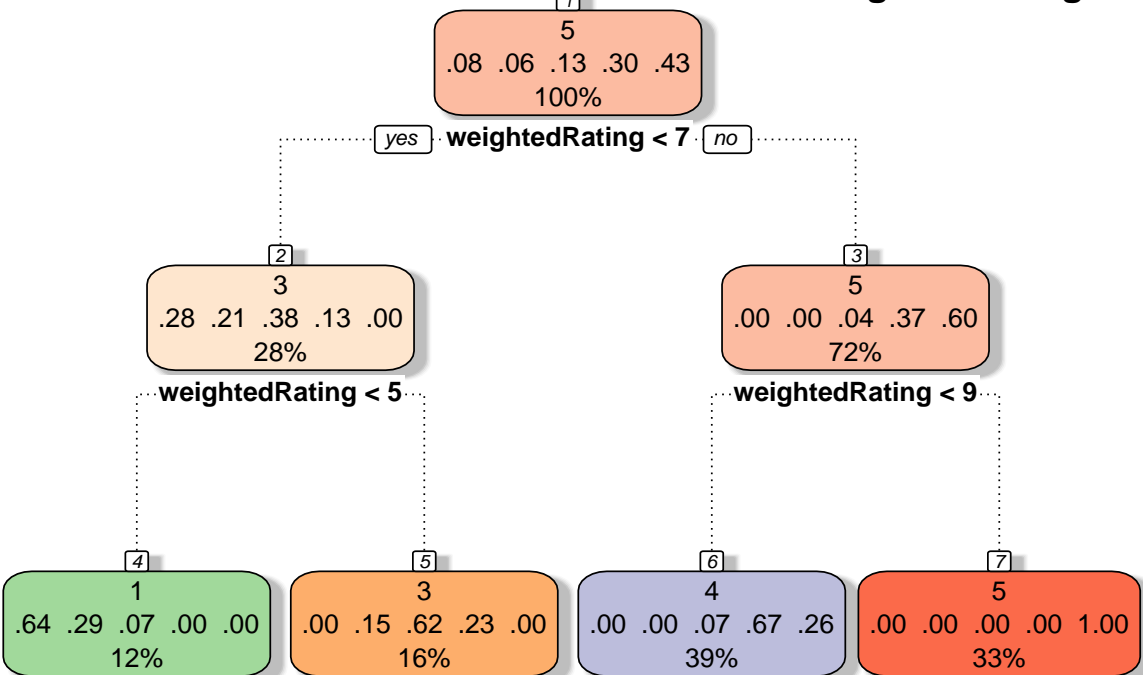 1
5
.08 .06 .13 .30 .43
100%
yes weightedRating < 7 no
2
3
.28 .21 .38 .13 .00
28%
weightedRating < 5
3
5
.00 .00 .04 .37 .60
72%
weightedRating < 9
4
1
.64 .29 .07 .00 .00
12%
5
3
.00 .15 .62 .23 .00
16%
6
4
.00 .00 .07 .67 .26
39%
7
5
.00 .00 .00 .00 1.00
33%